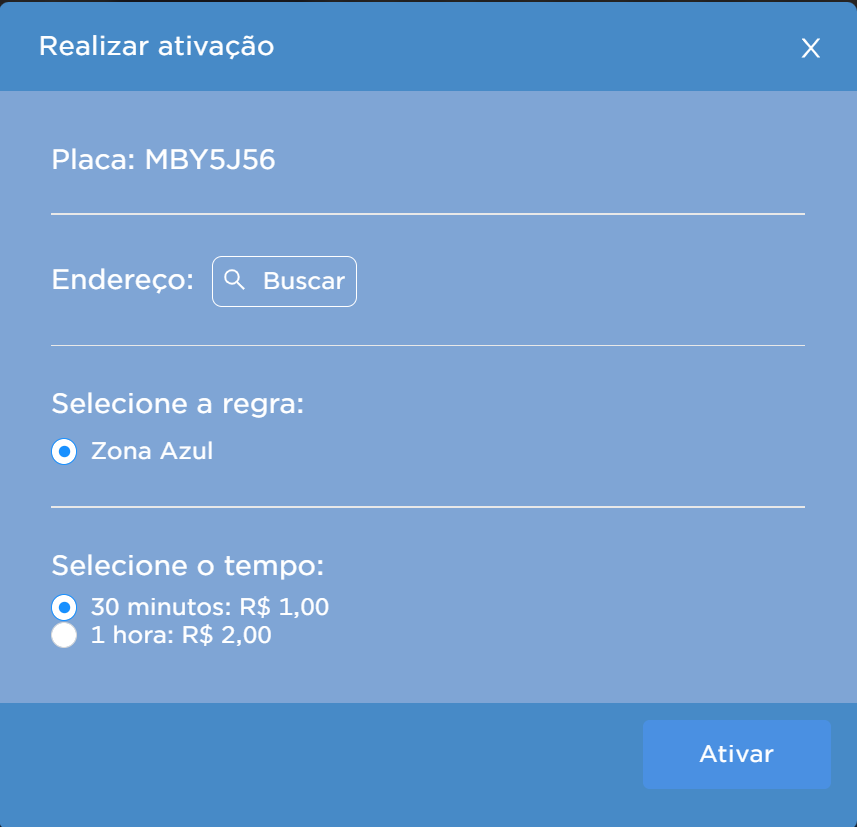 Realizar ativação X
Placa: MBY5J56
Endereço: Buscar
Selecione a regra:
Zona Azul
Selecione o tempo:
30 minutos: R$ 1,00
1 hora: R$ 2,00
Ativar